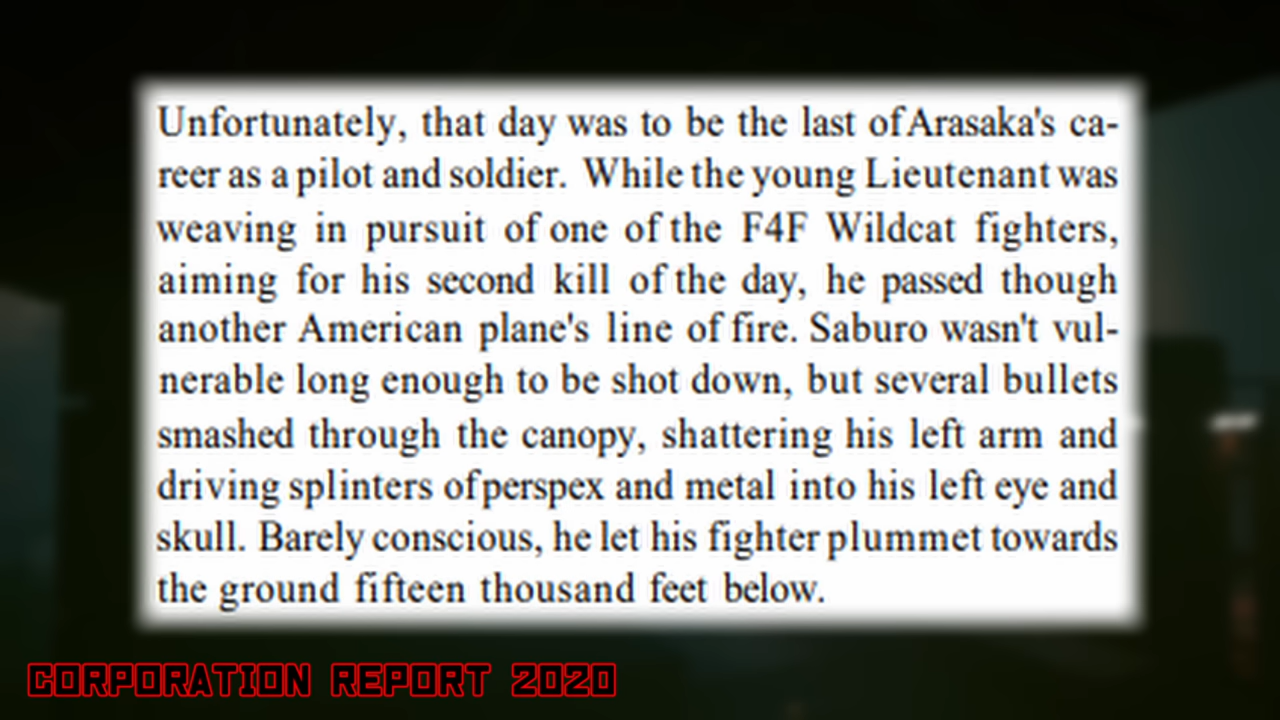 Unfortunately, that day was to be the last of Arasaka's ca-
reer as a pilot and soldier. While the young Lieutenant was
weaving in pursuit of one of the F4F Wildcat fighters,
aiming for his second kill of the day, he passed though
another American plane's line of fire. Saburo wasn't vul-
nerable long enough to be shot down, but several bullets
smashed through the canopy, shattering his left arm and
driving splinters of perspex and metal into his left eye and
skull. Barely conscious, he let his fighter plummet towards
the ground fifteen thousand feet below.
CORPORATION REPORT 2020